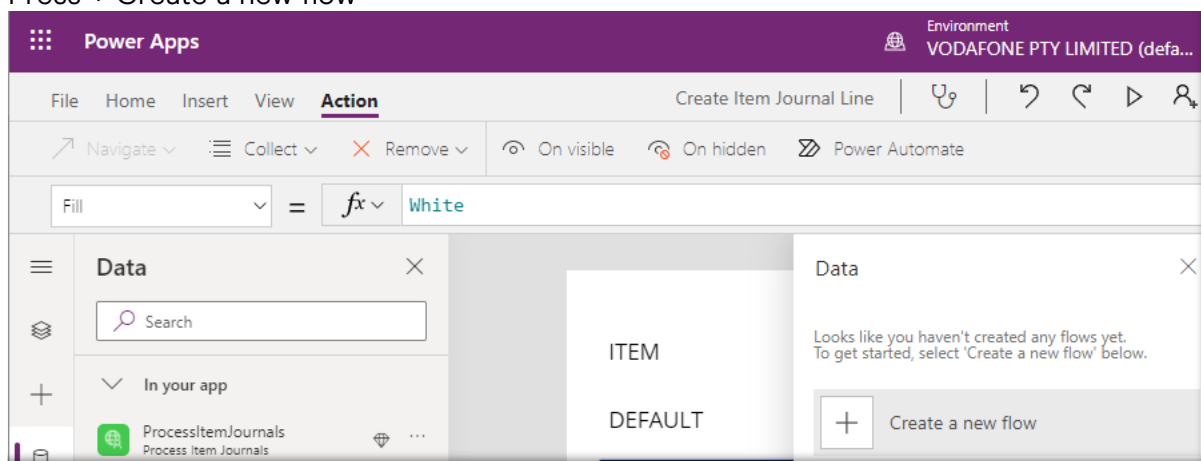 Press + Create a new flow
Power Apps
Environment
VODAFONE PTY LIMITED (defa...
File Home Insert View Action Create Item Journal Line
Navigate Collect Remove On visible On hidden Power Automate
Fill = fx White
Data
Search
In your app
ProcessItemJournals ...
Process Item Journals
ITEM
DEFAULT
Data
Looks like you haven't created any flows yet.
To get started, select 'Create a new flow' below.
+ Create a new flow